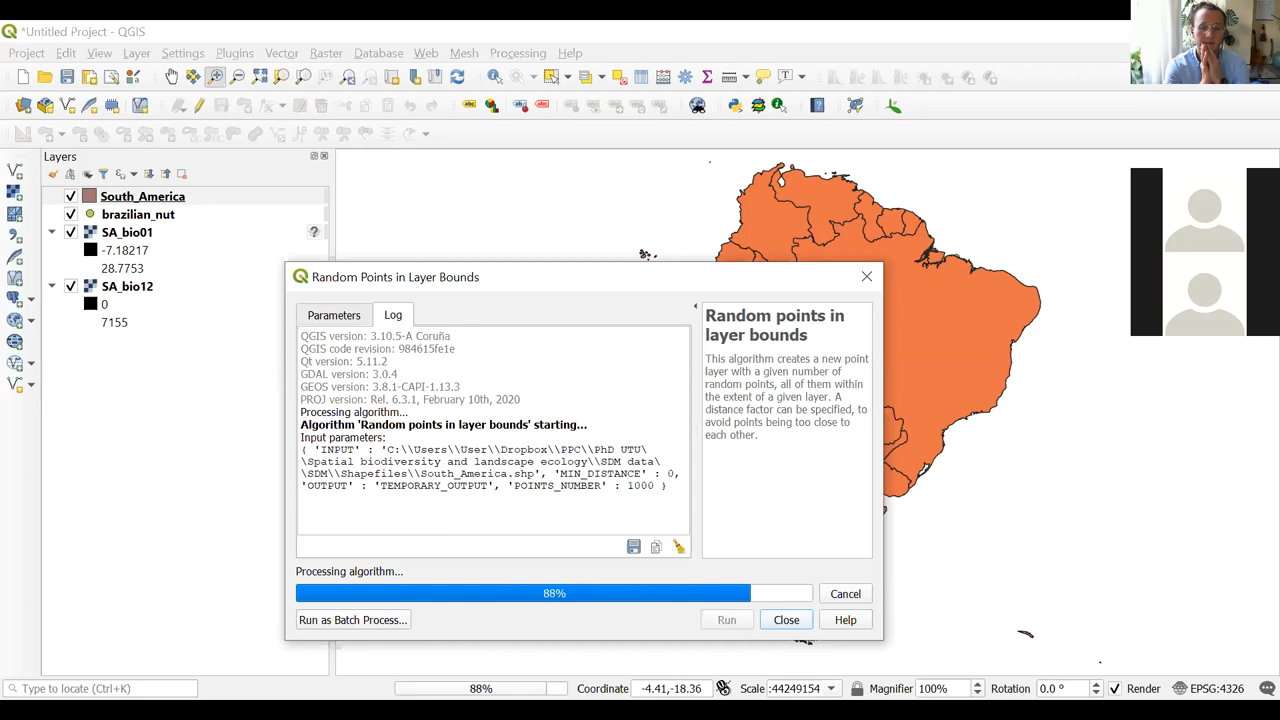 *Untitled Project - QGIS
Project Edit View Layer Settings Plugins Vector Raster Database Web Mesh Processing Help
Layers
South_America
brazilian_nut
SA_bio01
-7.18217
28.7753
SA_bio12
0
7155
Random Points in Layer Bounds
Parameters Log
QGIS version: 3.10.5-A Coruña
QGIS code revision: 984615fe1e
Qt version: 5.11.2
GDAL version: 3.0.4
GEOS version: 3.8.1-CAPI-1.13.3
PROJ version: Rel. 6.3.1, February 10th, 2020
Processing algorithm...
Algorithm 'Random points in layer bounds' starting...
Input parameters:
{ 'INPUT' : 'C:\\Users\\User\\Dropbox\\PPC\\PhD UTU\
\Spatial biodiversity and landscape ecology\\SDM data\
\SDM\\Shapefiles\\South_America.shp', 'MIN_DISTANCE' : 0,
'OUTPUT' : 'TEMPORARY_OUTPUT', 'POINTS_NUMBER' : 1000 }
Random points in
layer bounds
This algorithm creates a new point
layer with a given number of
random points, all of them within
the extent of a given layer. A
distance factor can be specified, to
avoid points being too close to
each other.
Processing algorithm...
88% Cancel
Run as Batch Process... Run Close Help
Type to locate (Ctrl+K) 88% Coordinate -4.41,-18.36 Scale :44249154 Magnifier 100% Rotation 0.0 ° Render EPSG:4326